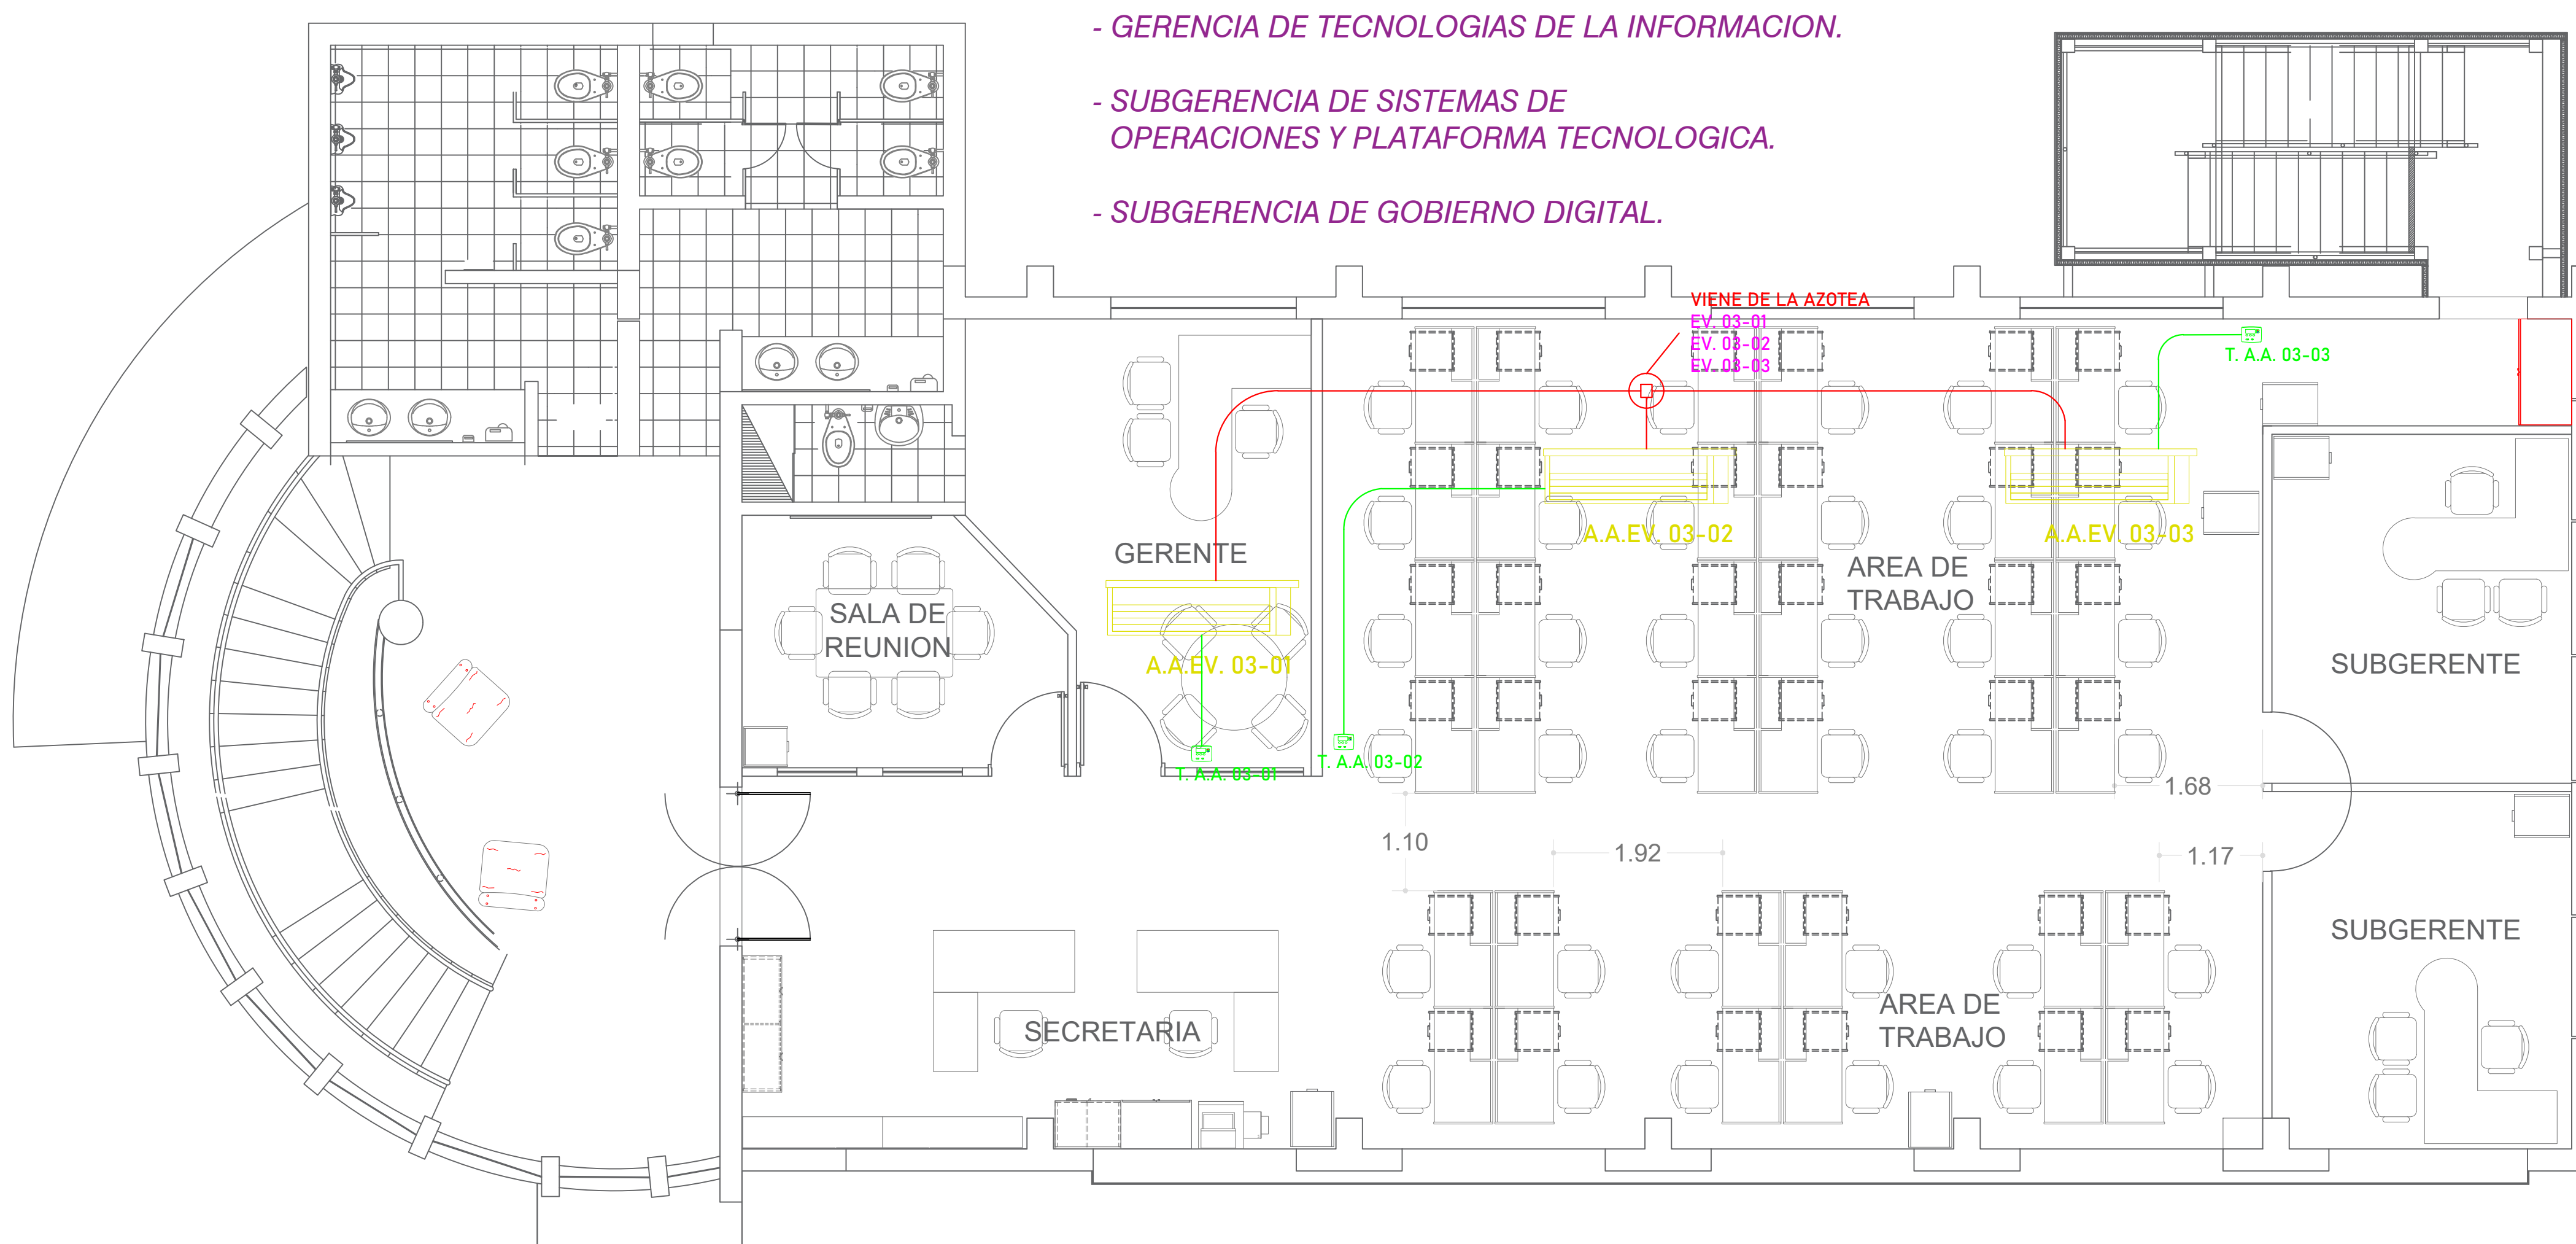 - GERENCIA DE TECNOLOGIAS DE LA INFORMACION.
- SUBGERENCIA DE SISTEMAS DE
OPERACIONES Y PLATAFORMA TECNOLOGICA.
- SUBGERENCIA DE GOBIERNO DIGITAL.
VIENE DE LA AZOTEA
EV. 03-01
EV. 03-02
EV. 03-03
T. A.A. 03-03
A.A.EV. 03-02
A.A.EV. 03-03
GERENTE
AREA DE
TRABAJO
SALA DE
REUNION
A.A.EV. 03-01
SUBGERENTE
T. A.A. 03-01
T. A.A. 03-02
1.68
1.10
1.92
1.17
SUBGERENTE
SECRETARIA
AREA DE
TRABAJO